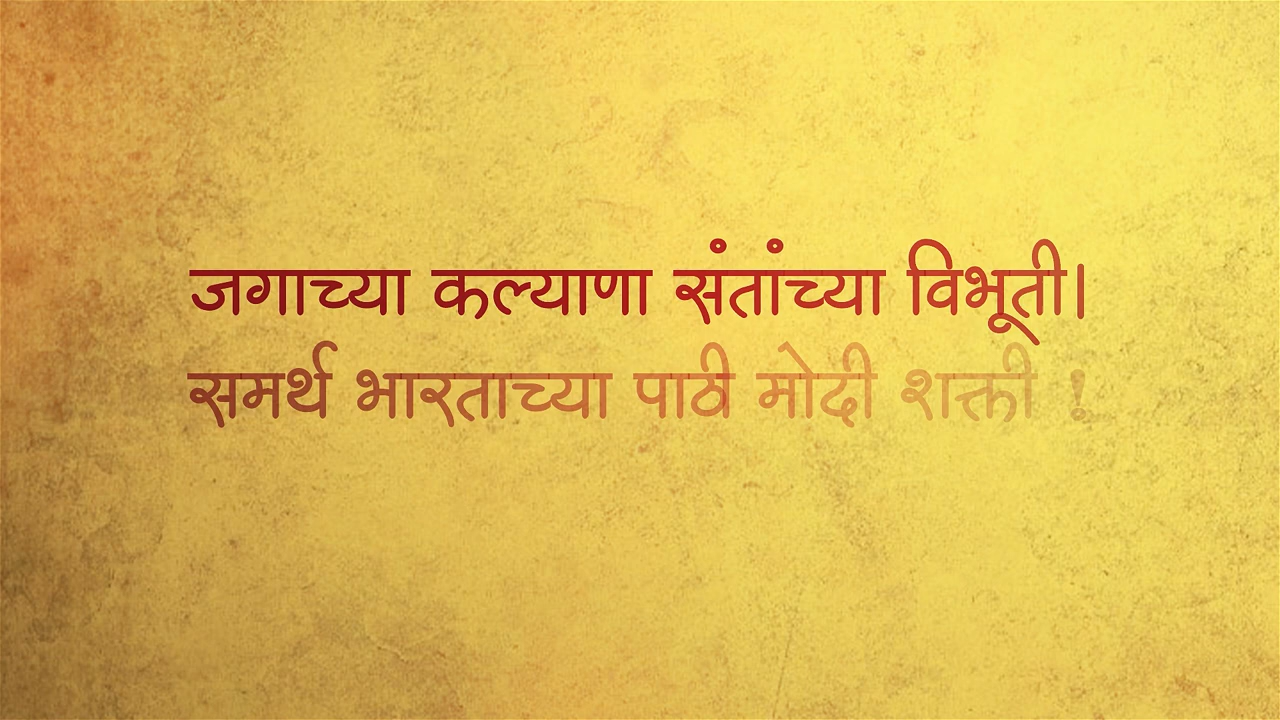 जगाच्या कल्याणा संतांच्या विभूती।
समर्थ भारताच्या पाठी मोदी शक्ती !